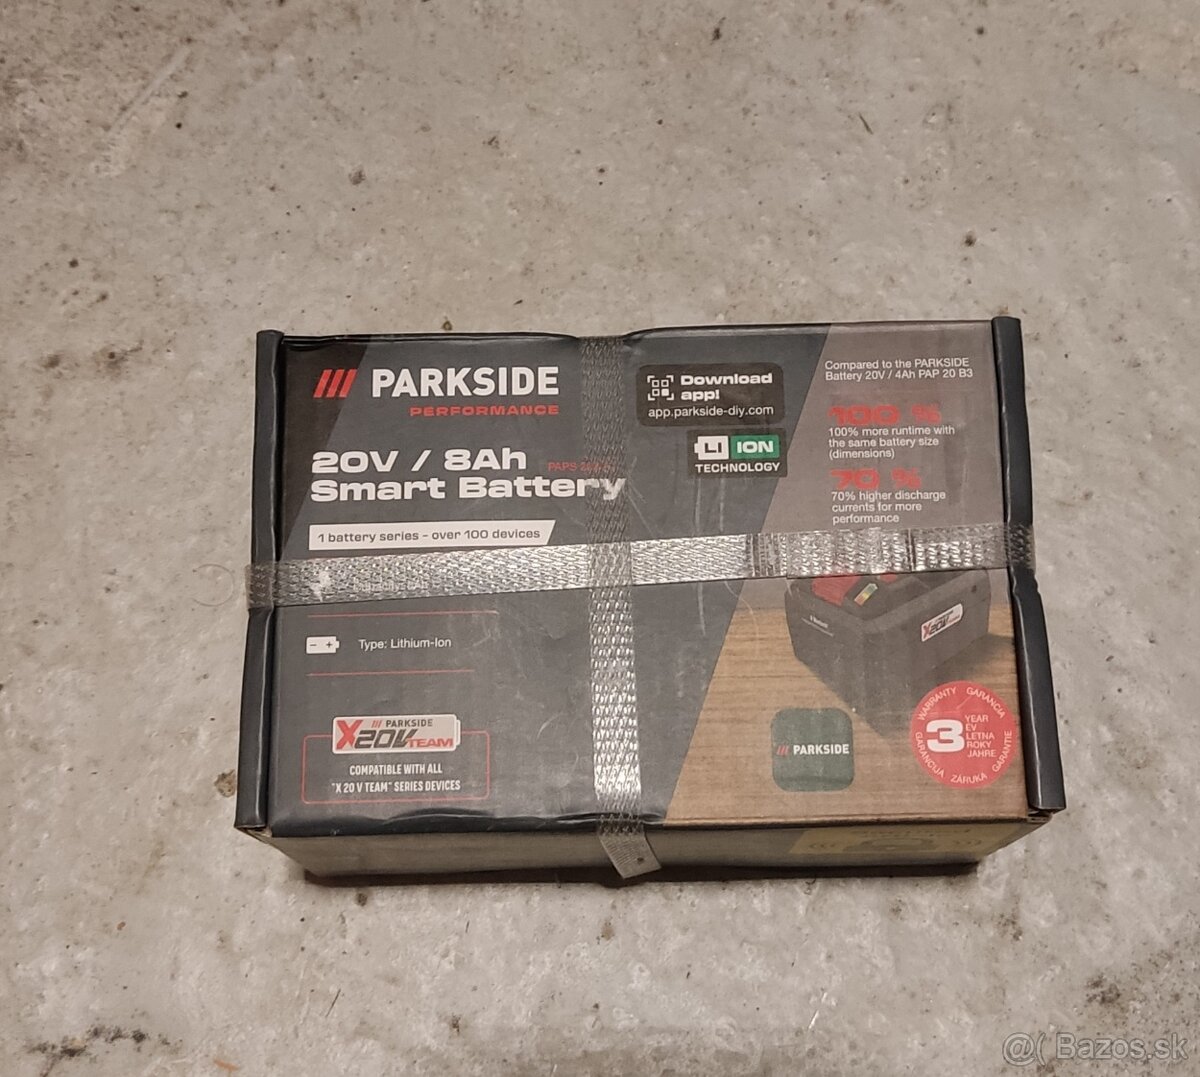 PARKSIDE
PERFORMANCE
20V / 8Ah
PAPS
Smart Battery
1 battery series - over 100 devices
Type: Lithium-Ion
PARKSIDE
X20VTEAM
COMPATIBLE WITH ALL
"X 20 V TEAM" SERIES DEVICES
Download
app!
app.parkside-diy.com
LI ION
TECHNOLOGY
Compared to the PARKSIDE
Battery 20V / 4Ah PAP 20 B3
100 %
100% more runtime with
the same battery size
(dimensions)
70 %
70% higher discharge
currents for more
performance
X20V
PARKSIDE
WARRANTY GARANCIA
3
YEAR
EV
LETNA
ROKY
JAHRE
GARANCIJA ZÁRUKA GARANTIE
@( Bazos.sk